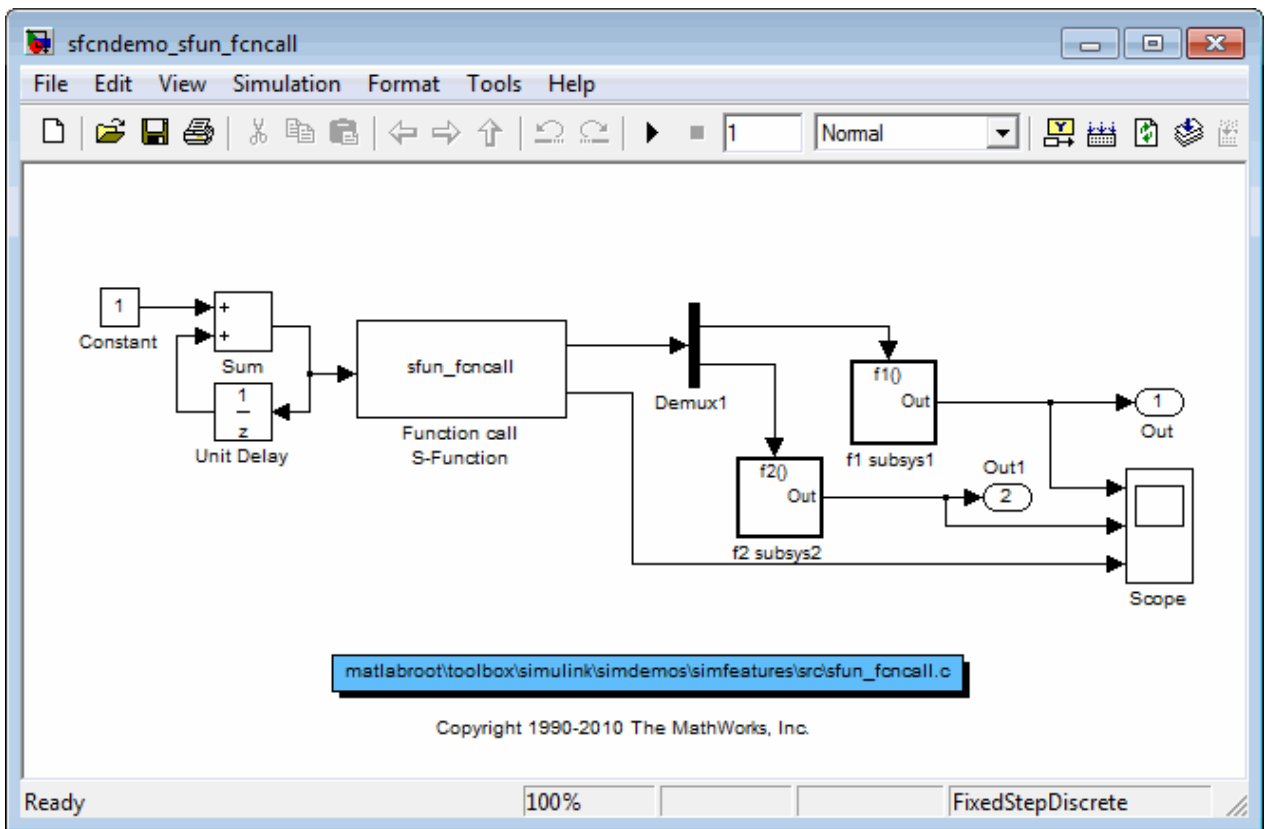 sfcndemo_sfun_fcncall
File Edit View Simulation Format Tools Help
1 Normal
1
Constant
+
+
Sum
1
z
Unit Delay
sfun_fcncall
Function call
S-Function
Demux1
f1()
Out
f1 subsys1
f2()
Out
f2 subsys2
1
Out
Out1
2
Scope
matlabroot\toolbox\simulink\simdemos\simfeatures\src\sfun_fcncall.c
Copyright 1990-2010 The MathWorks, Inc.
Ready 100% FixedStepDiscrete